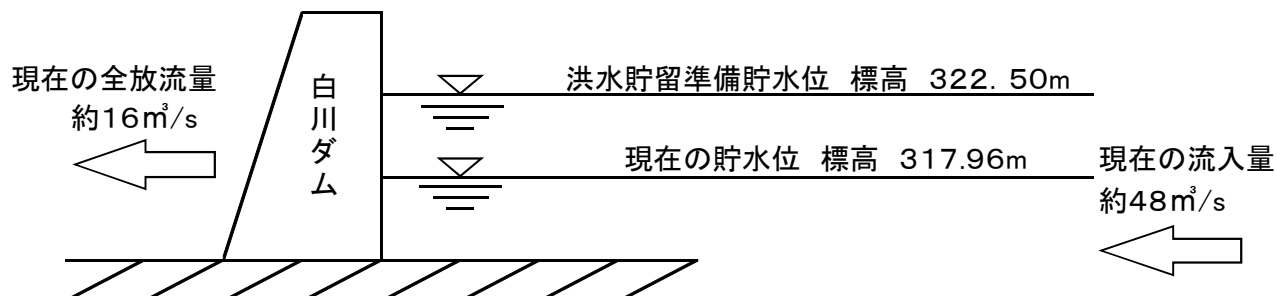 現在の全放流量
約16㎥/s
白川ダム
洪水貯留準備貯水位 標高 322.50m
現在の貯水位 標高 317.96m
現在の流入量
約48㎥/s